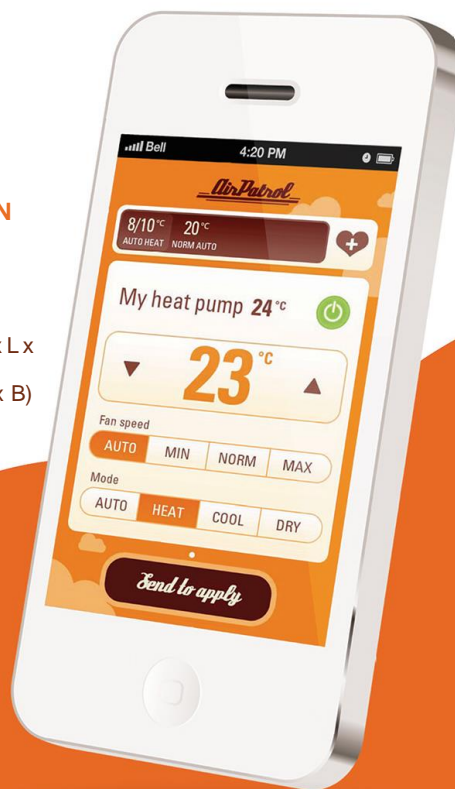 Bell 4:20 PM
AirPatrol
N
8/10°C 20°C
AUTO HEAT NORM AUTO
My heat pump 24°C
x L x
23°C
x B)
Fan speed
AUTO MIN NORM MAX
Mode
AUTO HEAT COOL DRY
Send to apply